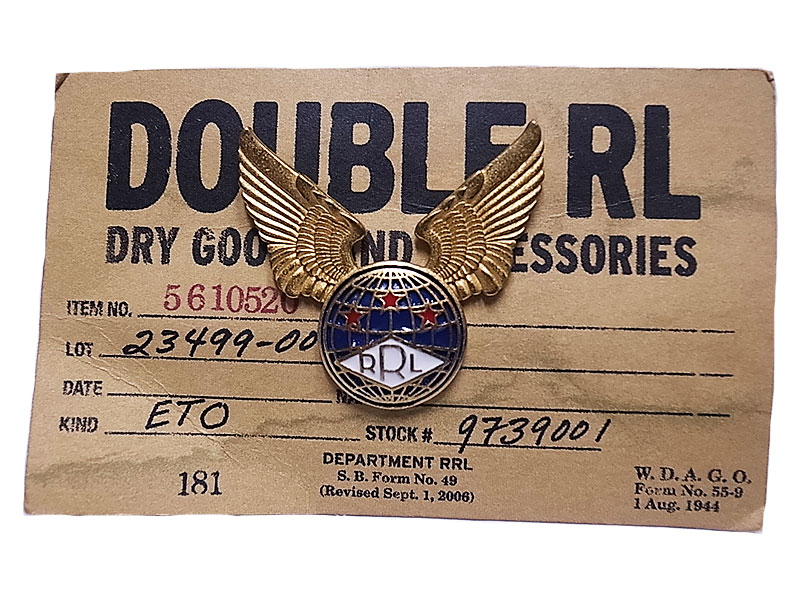 DOUBLE RL
DRY GOO ND ESSORIES
ITEM NO. 5610520
LOT 23499-00
DATE
KIND ETO STOCK # 9739001
RRL
DEPARTMENT RRL
S. B. Form No. 49
(Revised Sept. 1, 2006)
181
W. D. A. G. O.
Form No. 55-9
1 Aug. 1944